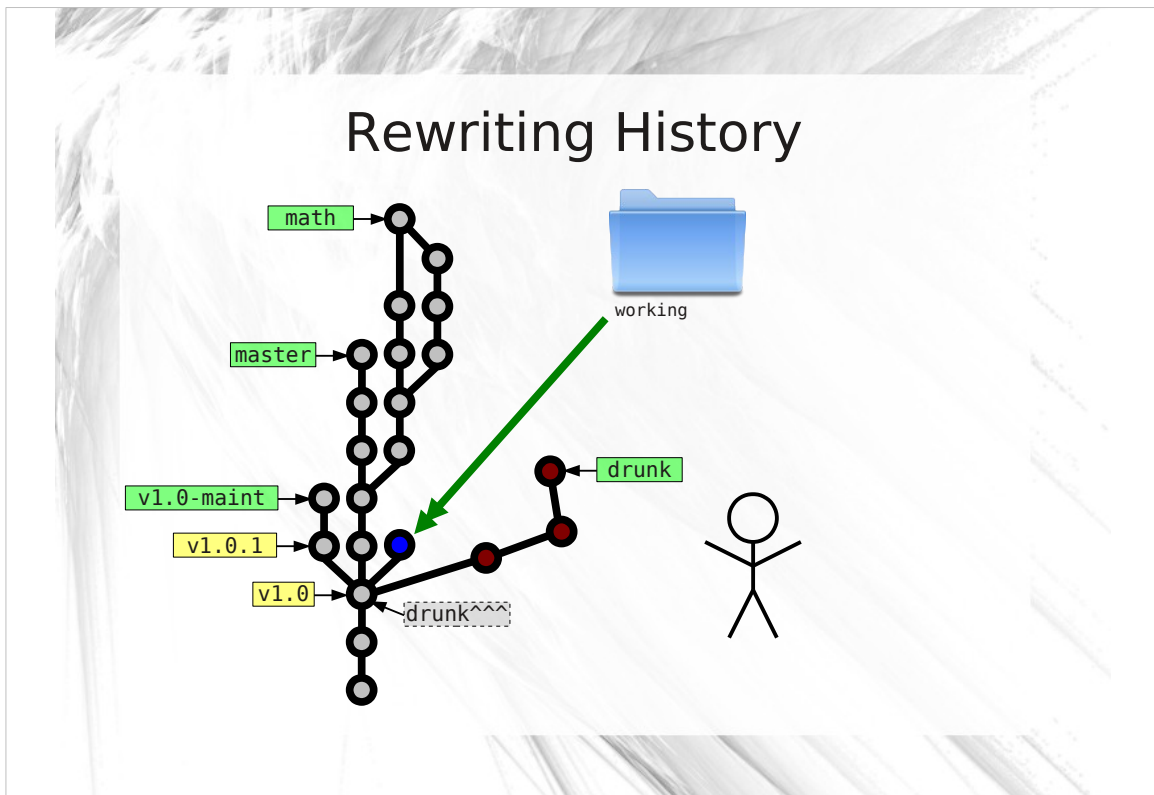 Rewriting History
math
working
master
drunk
v1.0-maint
v1.0.1
v1.0
drunk^^^